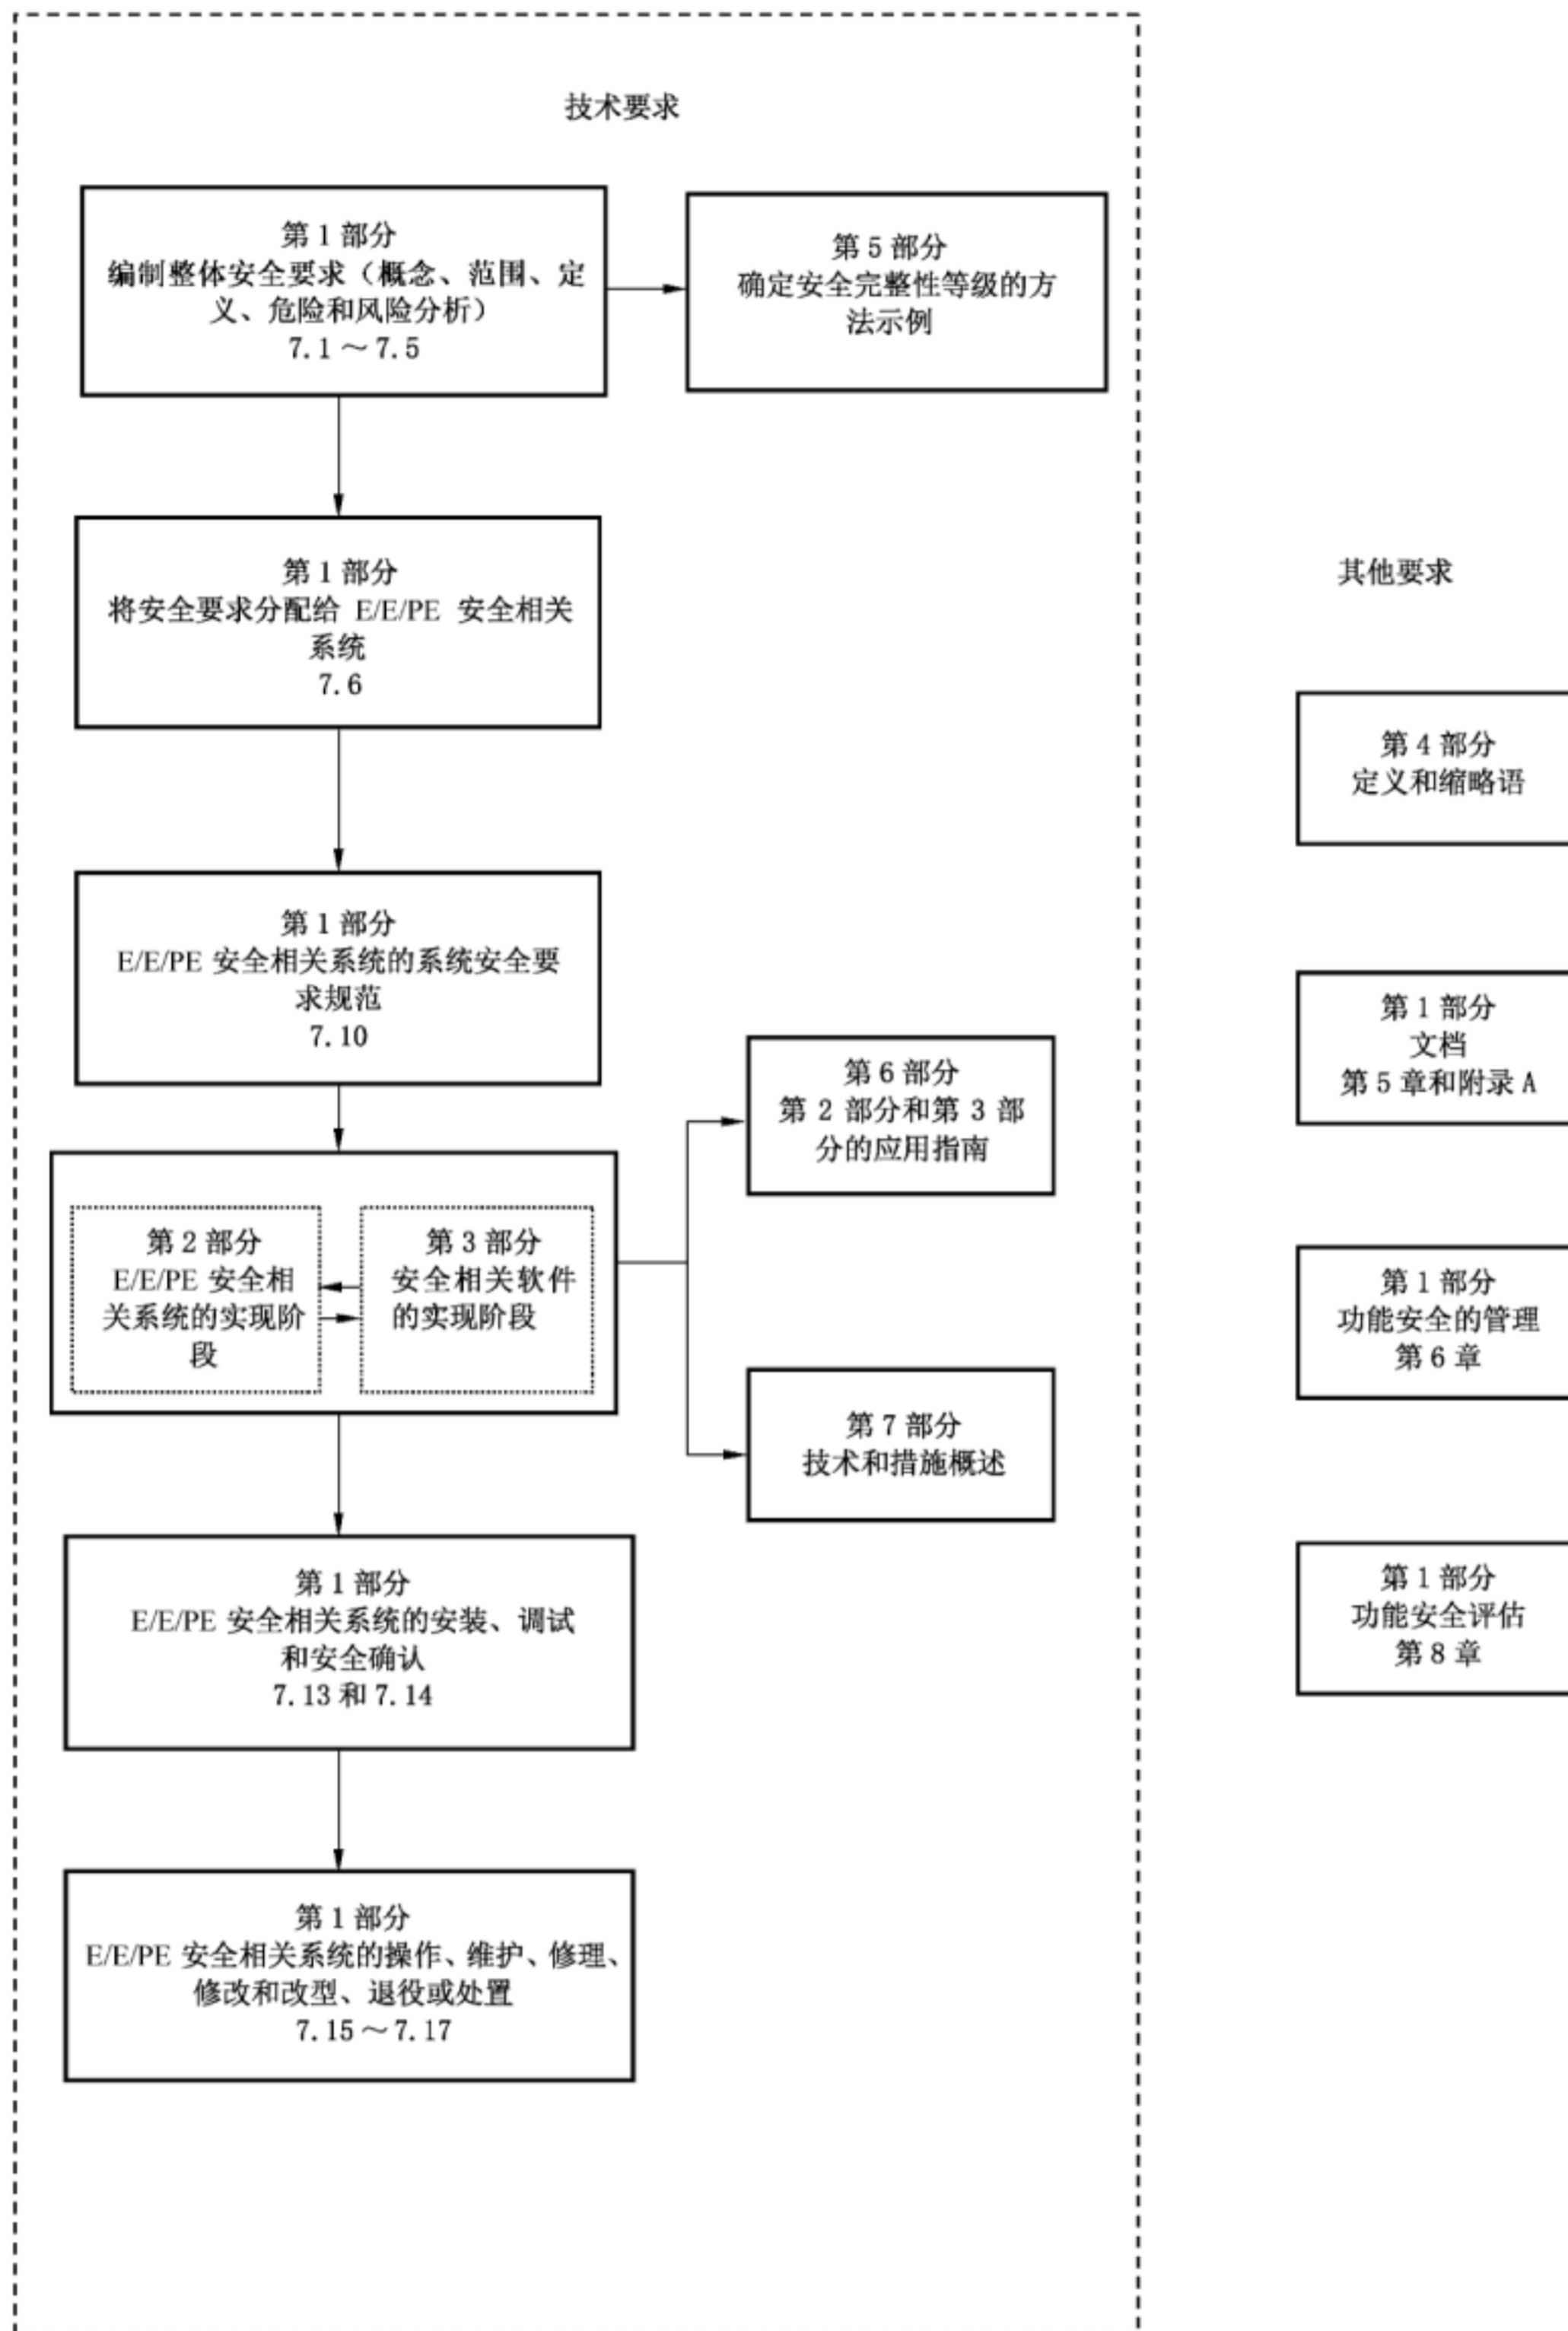 技术要求
第 1 部分
编制整体安全要求（概念、范围、定
义、危险和风险分析）
7.1～7.5
第 5 部分
确定安全完整性等级的方
法示例
第 1 部分
将安全要求分配给 E/E/PE 安全相关
系统
7.6
第 1 部分
E/E/PE 安全相关系统的系统安全要
求规范
7.10
第 6 部分
第 2 部分和第 3 部
分的应用指南
第 2 部分
E/E/PE 安全相
关系统的实现阶
段
第 3 部分
安全相关软件
的实现阶段
第 7 部分
技术和措施概述
第 1 部分
E/E/PE 安全相关系统的安装、调试
和安全确认
7.13 和 7.14
第 1 部分
E/E/PE 安全相关系统的操作、维护、修理、
修改和改型、退役或处置
7.15～7.17
其他要求
第 4 部分
定义和缩略语
第 1 部分
文档
第 5 章和附录 A
第 1 部分
功能安全的管理
第 6 章
第 1 部分
功能安全评估
第 8 章